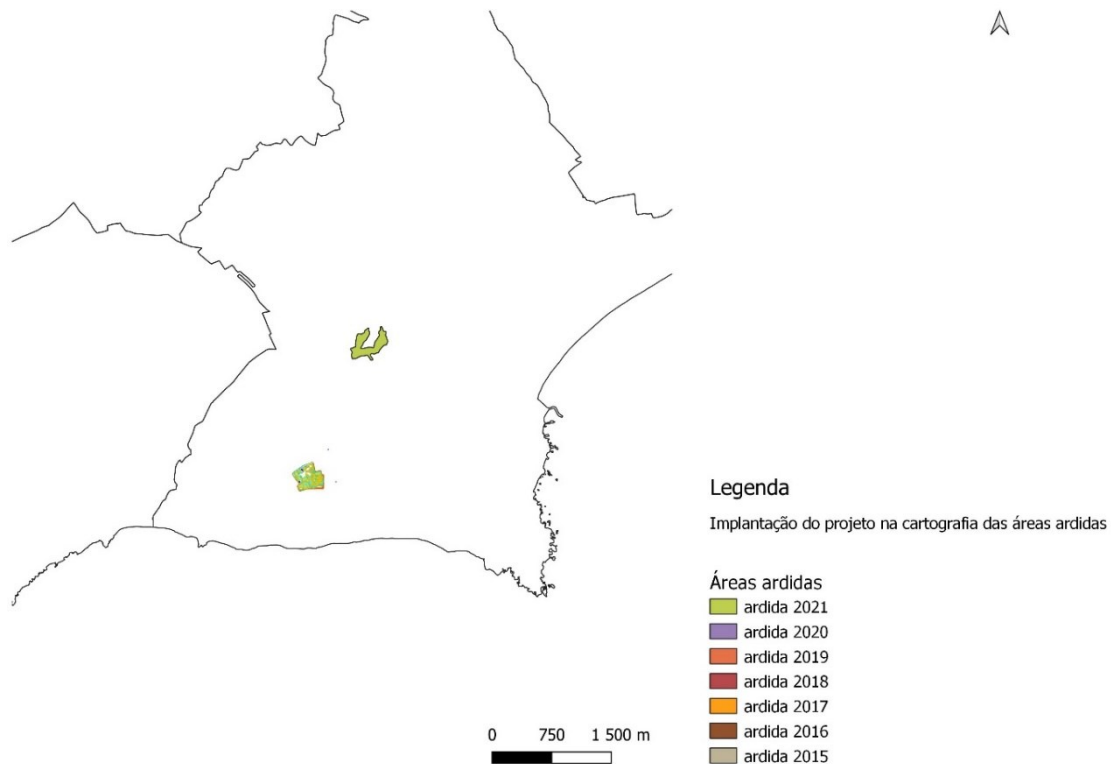 Legenda
Implantação do projeto na cartografia das áreas ardidas
Áreas ardidas
ardida 2021
ardida 2020
ardida 2019
ardida 2018
ardida 2017
ardida 2016
ardida 2015
0 750 1 500 m